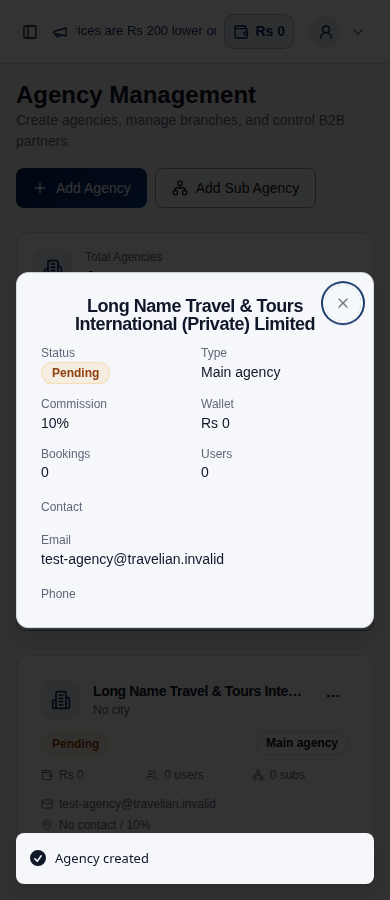 ices are Rs 200 lower or
Rs 0
Agency Management
Create agencies, manage branches, and control B2B
partners.
Add Agency
Add Sub Agency
Total Agencies
Long Name Travel & Tours
International (Private) Limited
Status
Type
Pending
Main agency
Commission
Wallet
10%
Rs 0
Bookings
Users
0
0
Contact
Email
test-agency@travelian.invalid
Phone
Long Name Travel & Tours Inte...
No city
Pending
Main agency
Rs 0
0 users
0 subs
test-agency@travelian.invalid
No contact / 10%
Agency created